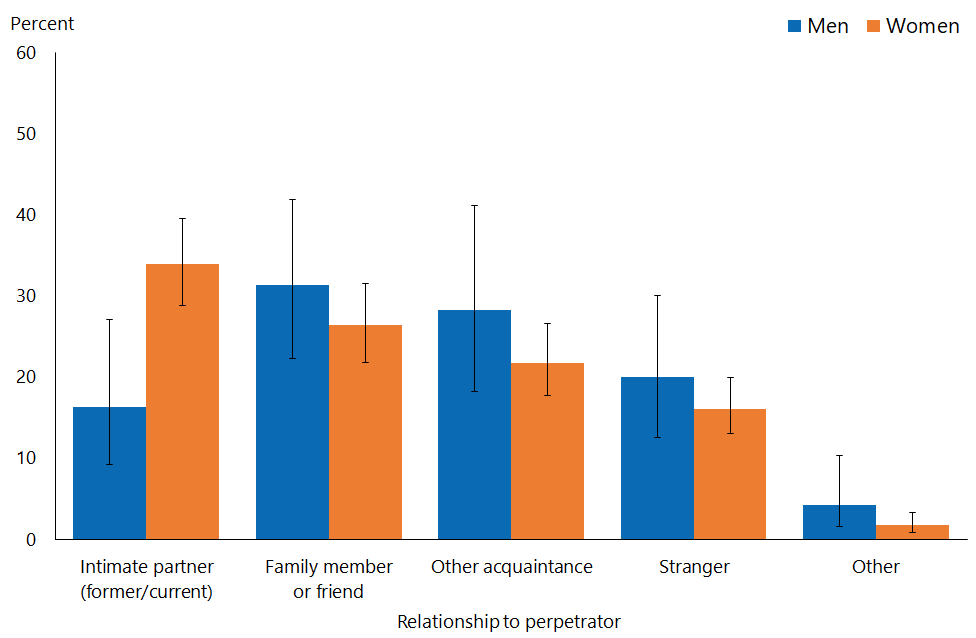 Percent
Men Women
60
50
40
30
20
10
0
Intimate partner
(former/current)
Family member
or friend
Other acquaintance
Stranger
Other
Relationship to perpetrator